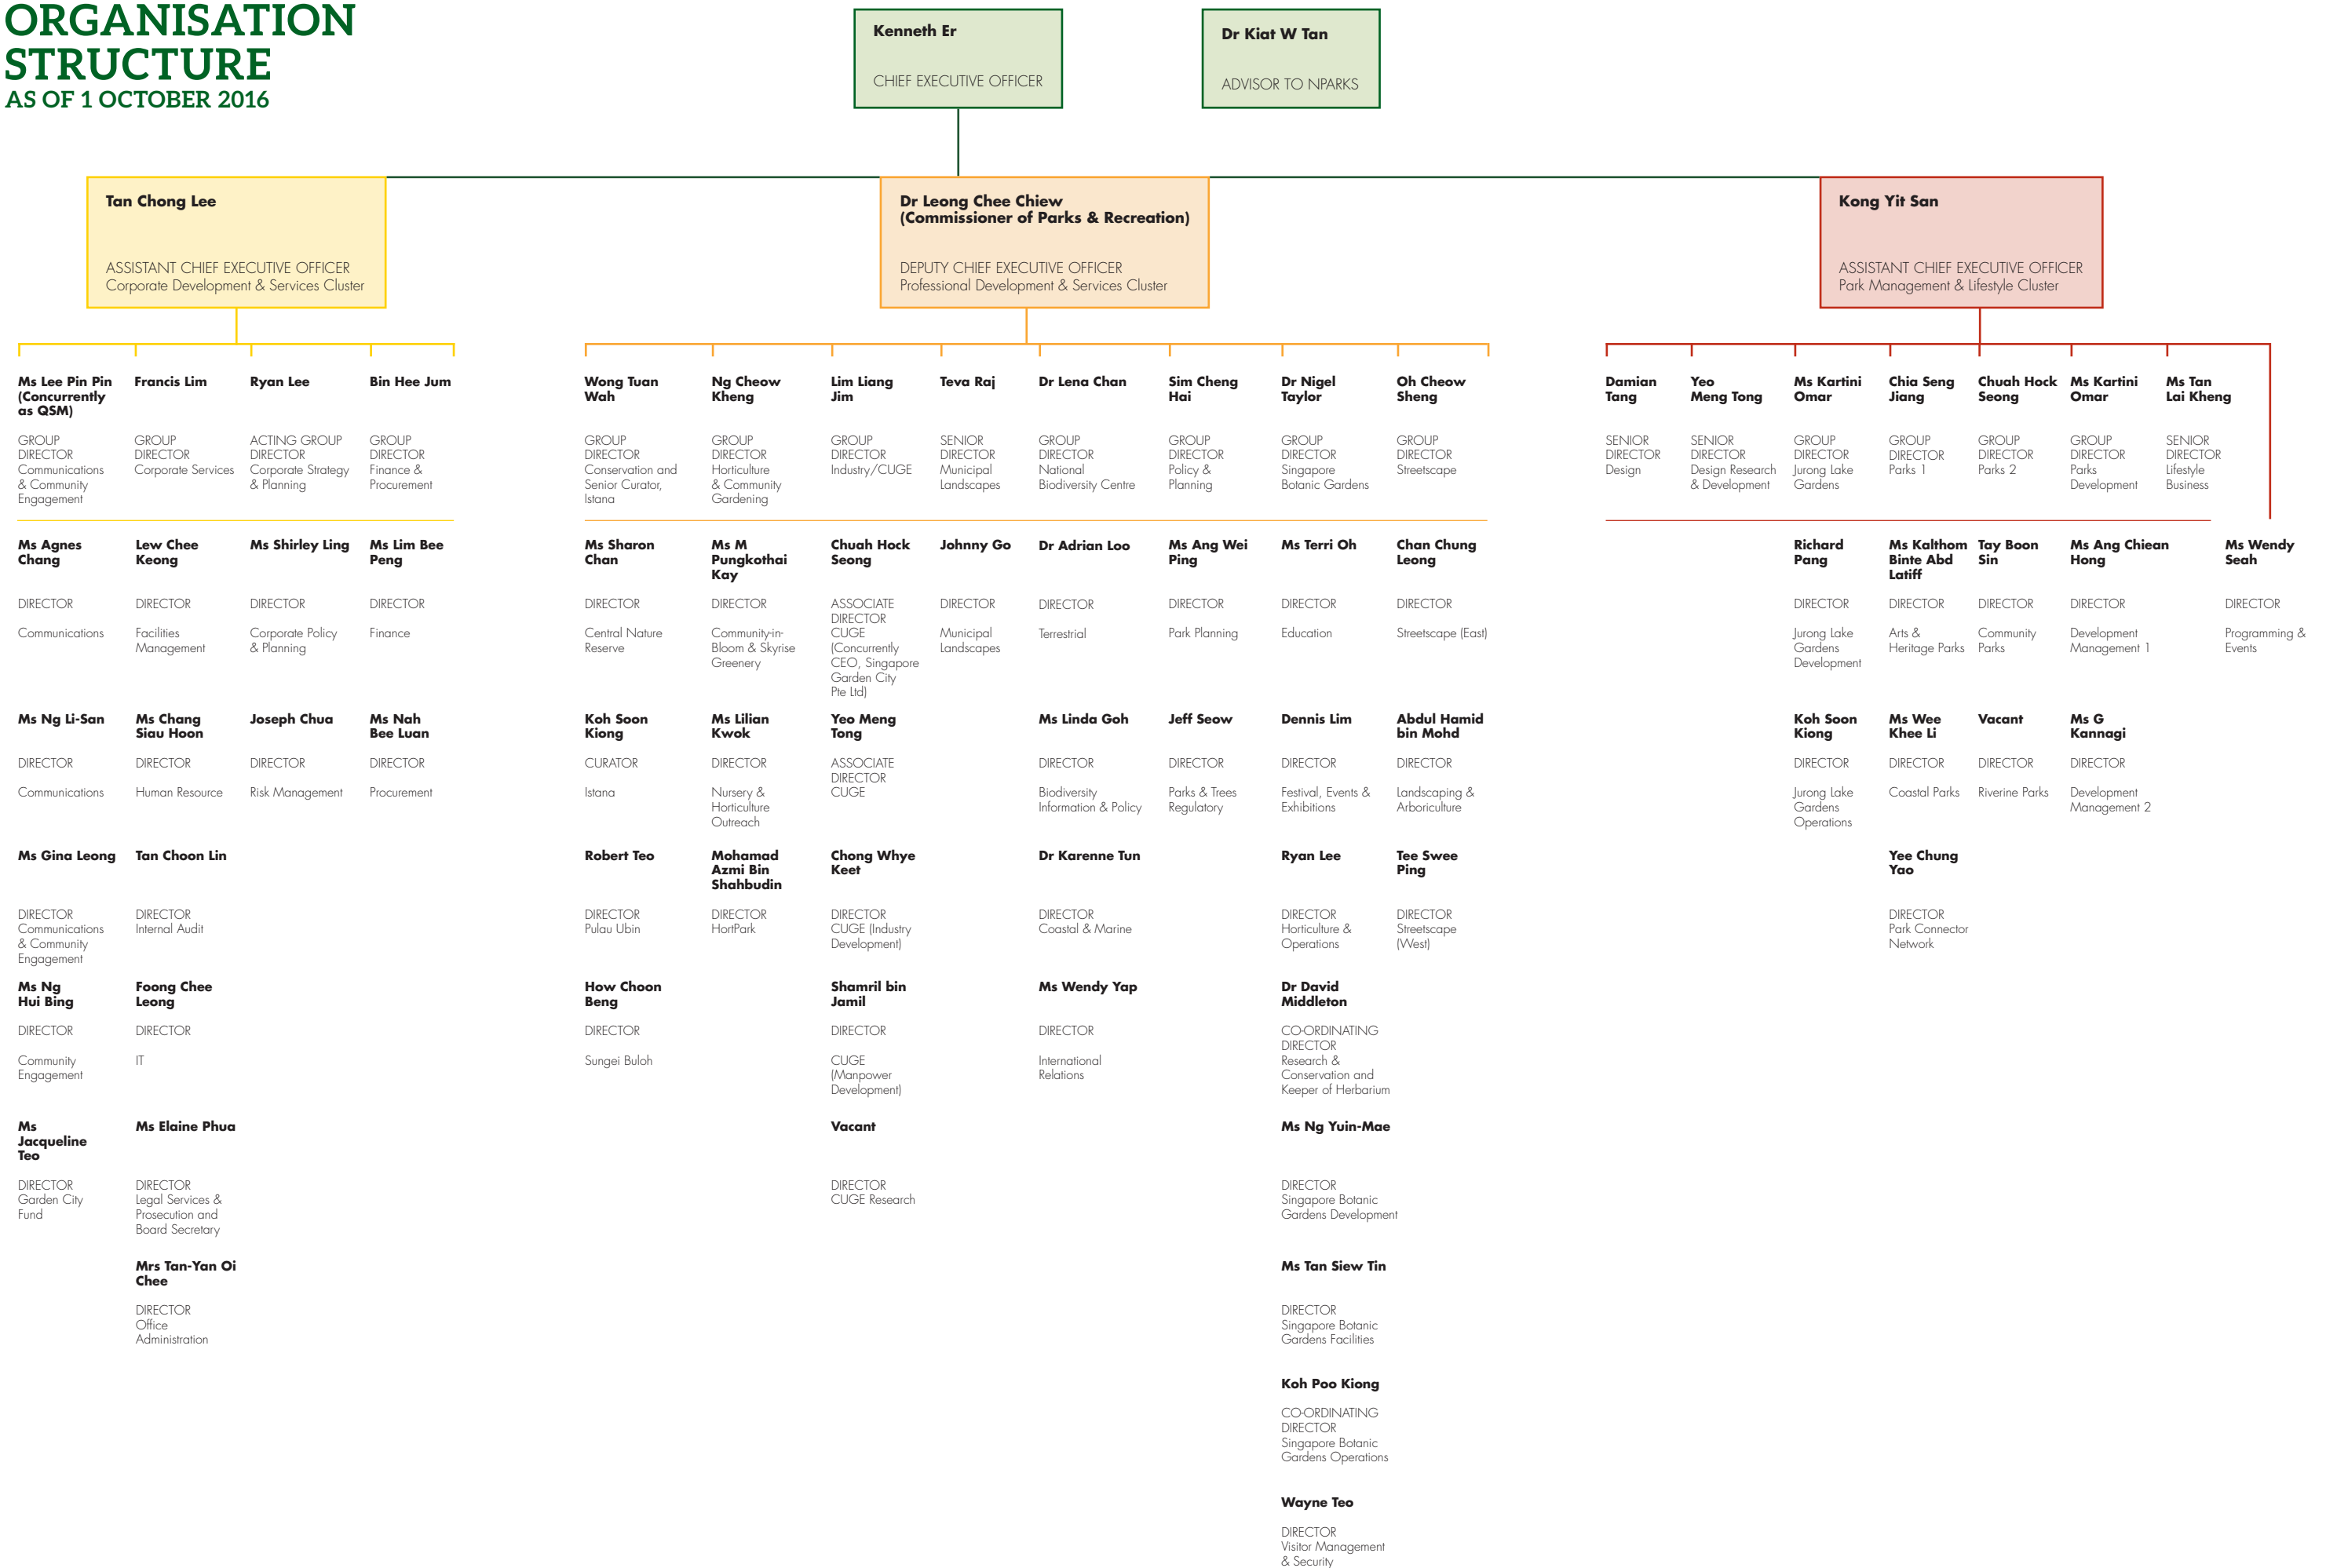 ORGANISATION
STRUCTURE
AS OF 1 OCTOBER 2016
Kenneth Er
CHIEF EXECUTIVE OFFICER
Dr Kiat W Tan
ADVISOR TO NPARKS
Tan Chong Lee
ASSISTANT CHIEF EXECUTIVE OFFICER
Corporate Development & Services Cluster
Dr Leong Chee Chiew
(Commissioner of Parks & Recreation)
DEPUTY CHIEF EXECUTIVE OFFICER
Professional Development & Services Cluster
Kong Yit San
ASSISTANT CHIEF EXECUTIVE OFFICER
Park Management & Lifestyle Cluster
Ms Lee Pin Pin
(Concurrently
as QSM)
GROUP
DIRECTOR
Communications
& Community
Engagement
Francis Lim
GROUP
DIRECTOR
Corporate Services
Ryan Lee
ACTING GROUP
DIRECTOR
Corporate Strategy
& Planning
Bin Hee Jum
GROUP
DIRECTOR
Finance &
Procurement
Wong Tuan
Wah
GROUP
DIRECTOR
Conservation and
Senior Curator,
Istana
Ng Cheow
Kheng
GROUP
DIRECTOR
Horticulture
& Community
Gardening
Lim Liang
Jim
GROUP
DIRECTOR
Industry/CUGE
Teva Raj
SENIOR
DIRECTOR
Municipal
Landscapes
Dr Lena Chan
GROUP
DIRECTOR
National
Biodiversity Centre
Sim Cheng
Hai
GROUP
DIRECTOR
Policy &
Planning
Dr Nigel
Taylor
GROUP
DIRECTOR
Singapore
Botanic Gardens
Oh Cheow
Sheng
GROUP
DIRECTOR
Streetscape
Damian
Tang
SENIOR
DIRECTOR
Design
Yeo
Meng Tong
SENIOR
DIRECTOR
Design Research
& Development
Ms Kartini
Omar
GROUP
DIRECTOR
Jurong Lake
Gardens
Chia Seng
Jiang
GROUP
DIRECTOR
Parks 1
Chuah Hock
Seong
GROUP
DIRECTOR
Parks 2
Ms Kartini
Omar
GROUP
DIRECTOR
Parks
Development
Ms Tan
Lai Kheng
SENIOR
DIRECTOR
Lifestyle
Business
Ms Agnes
Chang
DIRECTOR
Communications
Lew Chee
Keong
DIRECTOR
Facilities
Management
Ms Shirley Ling
DIRECTOR
Corporate Policy
& Planning
Ms Lim Bee
Peng
DIRECTOR
Finance
Ms Sharon
Chan
DIRECTOR
Central Nature
Reserve
Ms M
Pungkothai
Kay
DIRECTOR
Community-in-
Bloom & Skyrise
Greenery
Chuah Hock
Seong
ASSOCIATE
DIRECTOR
CUGE
(Concurrently
CEO, Singapore
Garden City
Pte Ltd)
Johnny Go
DIRECTOR
Municipal
Landscapes
Dr Adrian Loo
DIRECTOR
Terrestrial
Ms Ang Wei
Ping
DIRECTOR
Park Planning
Ms Terri Oh
DIRECTOR
Education
Chan Chung
Leong
DIRECTOR
Streetscape (East)
Richard
Pang
DIRECTOR
Jurong Lake
Gardens
Development
Ms Kalthom
Binte Abd
Latiff
DIRECTOR
Arts &
Heritage Parks
Tay Boon
Sin
DIRECTOR
Community
Parks
Ms Ang Chiean
Hong
DIRECTOR
Development
Management 1
Ms Wendy
Seah
DIRECTOR
Programming &
Events
Ms Ng Li-San
DIRECTOR
Communications
Ms Chang
Siau Hoon
DIRECTOR
Human Resource
Joseph Chua
DIRECTOR
Risk Management
Ms Nah
Bee Luan
DIRECTOR
Procurement
Koh Soon
Kiong
CURATOR
Istana
Ms Lilian
Kwok
DIRECTOR
Nursery &
Horticulture
Outreach
Yeo Meng
Tong
ASSOCIATE
DIRECTOR
CUGE
Ms Linda Goh
DIRECTOR
Biodiversity
Information & Policy
Jeff Seow
DIRECTOR
Parks & Trees
Regulatory
Dennis Lim
DIRECTOR
Festival, Events &
Exhibitions
Abdul Hamid
bin Mohd
DIRECTOR
Landscaping &
Arboriculture
Koh Soon
Kiong
DIRECTOR
Jurong Lake
Gardens
Operations
Ms Wee
Khee Li
DIRECTOR
Coastal Parks
Vacant
DIRECTOR
Riverine Parks
Ms G
Kannagi
DIRECTOR
Development
Management 2
Ms Gina Leong
DIRECTOR
Communications
& Community
Engagement
Tan Choon Lin
DIRECTOR
Internal Audit
Robert Teo
DIRECTOR
Pulau Ubin
Mohamad
Azmi Bin
Shahbudin
DIRECTOR
HortPark
Chong Whye
Keet
DIRECTOR
CUGE (Industry
Development)
Dr Karenne Tun
DIRECTOR
Coastal & Marine
Ryan Lee
DIRECTOR
Horticulture &
Operations
Tee Swee
Ping
DIRECTOR
Streetscape
(West)
Yee Chung
Yao
DIRECTOR
Park Connector
Network
Ms Ng
Hui Bing
DIRECTOR
Community
Engagement
Foong Chee
Leong
DIRECTOR
IT
How Choon
Beng
DIRECTOR
Sungei Buloh
Shamril bin
Jamil
DIRECTOR
CUGE
(Manpower
Development)
Ms Wendy Yap
DIRECTOR
International
Relations
Dr David
Middleton
CO-ORDINATING
DIRECTOR
Research &
Conservation and
Keeper of Herbarium
Ms
Jacqueline
Teo
DIRECTOR
Garden City
Fund
Ms Elaine Phua
DIRECTOR
Legal Services &
Prosecution and
Board Secretary
Vacant
DIRECTOR
CUGE Research
Ms Ng Yuin-Mae
DIRECTOR
Singapore Botanic
Gardens Development
Mrs Tan-Yan Oi
Chee
DIRECTOR
Office
Administration
Ms Tan Siew Tin
DIRECTOR
Singapore Botanic
Gardens Facilities
Koh Poo Kiong
CO-ORDINATING
DIRECTOR
Singapore Botanic
Gardens Operations
Wayne Teo
DIRECTOR
Visitor Management
& Security